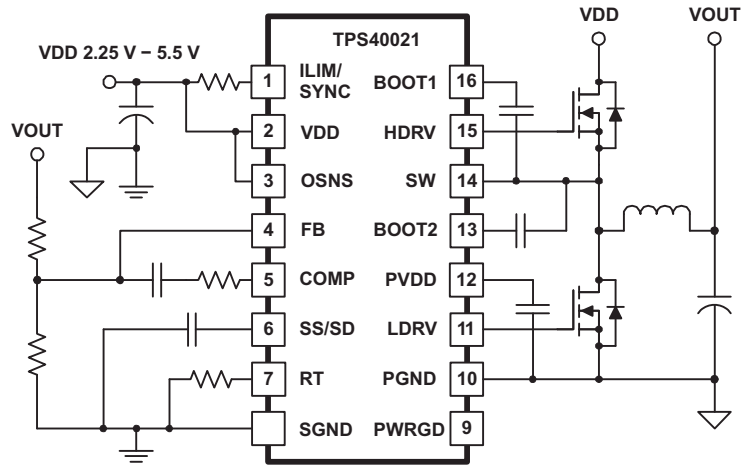 VDD
VOUT
TPS40021
VDD 2.25 V − 5.5 V
1
ILIM/
SYNC
BOOT1
16
VOUT
2
VDD
HDRV
15
3
OSNS
SW
14
4
FB
BOOT2
13
5
COMP
PVDD
12
6
SS/SD
LDRV
11
7
RT
PGND
10
SGND
PWRGD
9